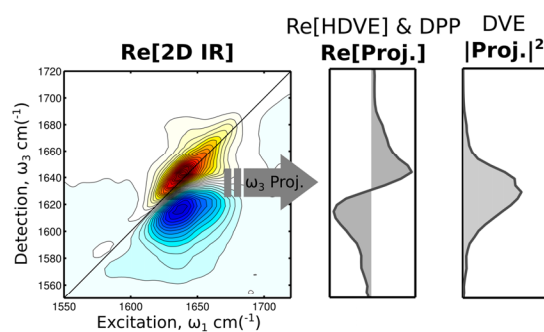 Re[HDVE] & DPP DVE
Re[2D IR] Re[Proj.] |Proj.|²
1720
1700
1680
1660
1640
1620
1600
1580
1560
1550 1600 1650 1700
Detection, ω₃ cm(⁻¹)
ω₃ Proj.
Excitation, ω₁ cm(⁻¹)